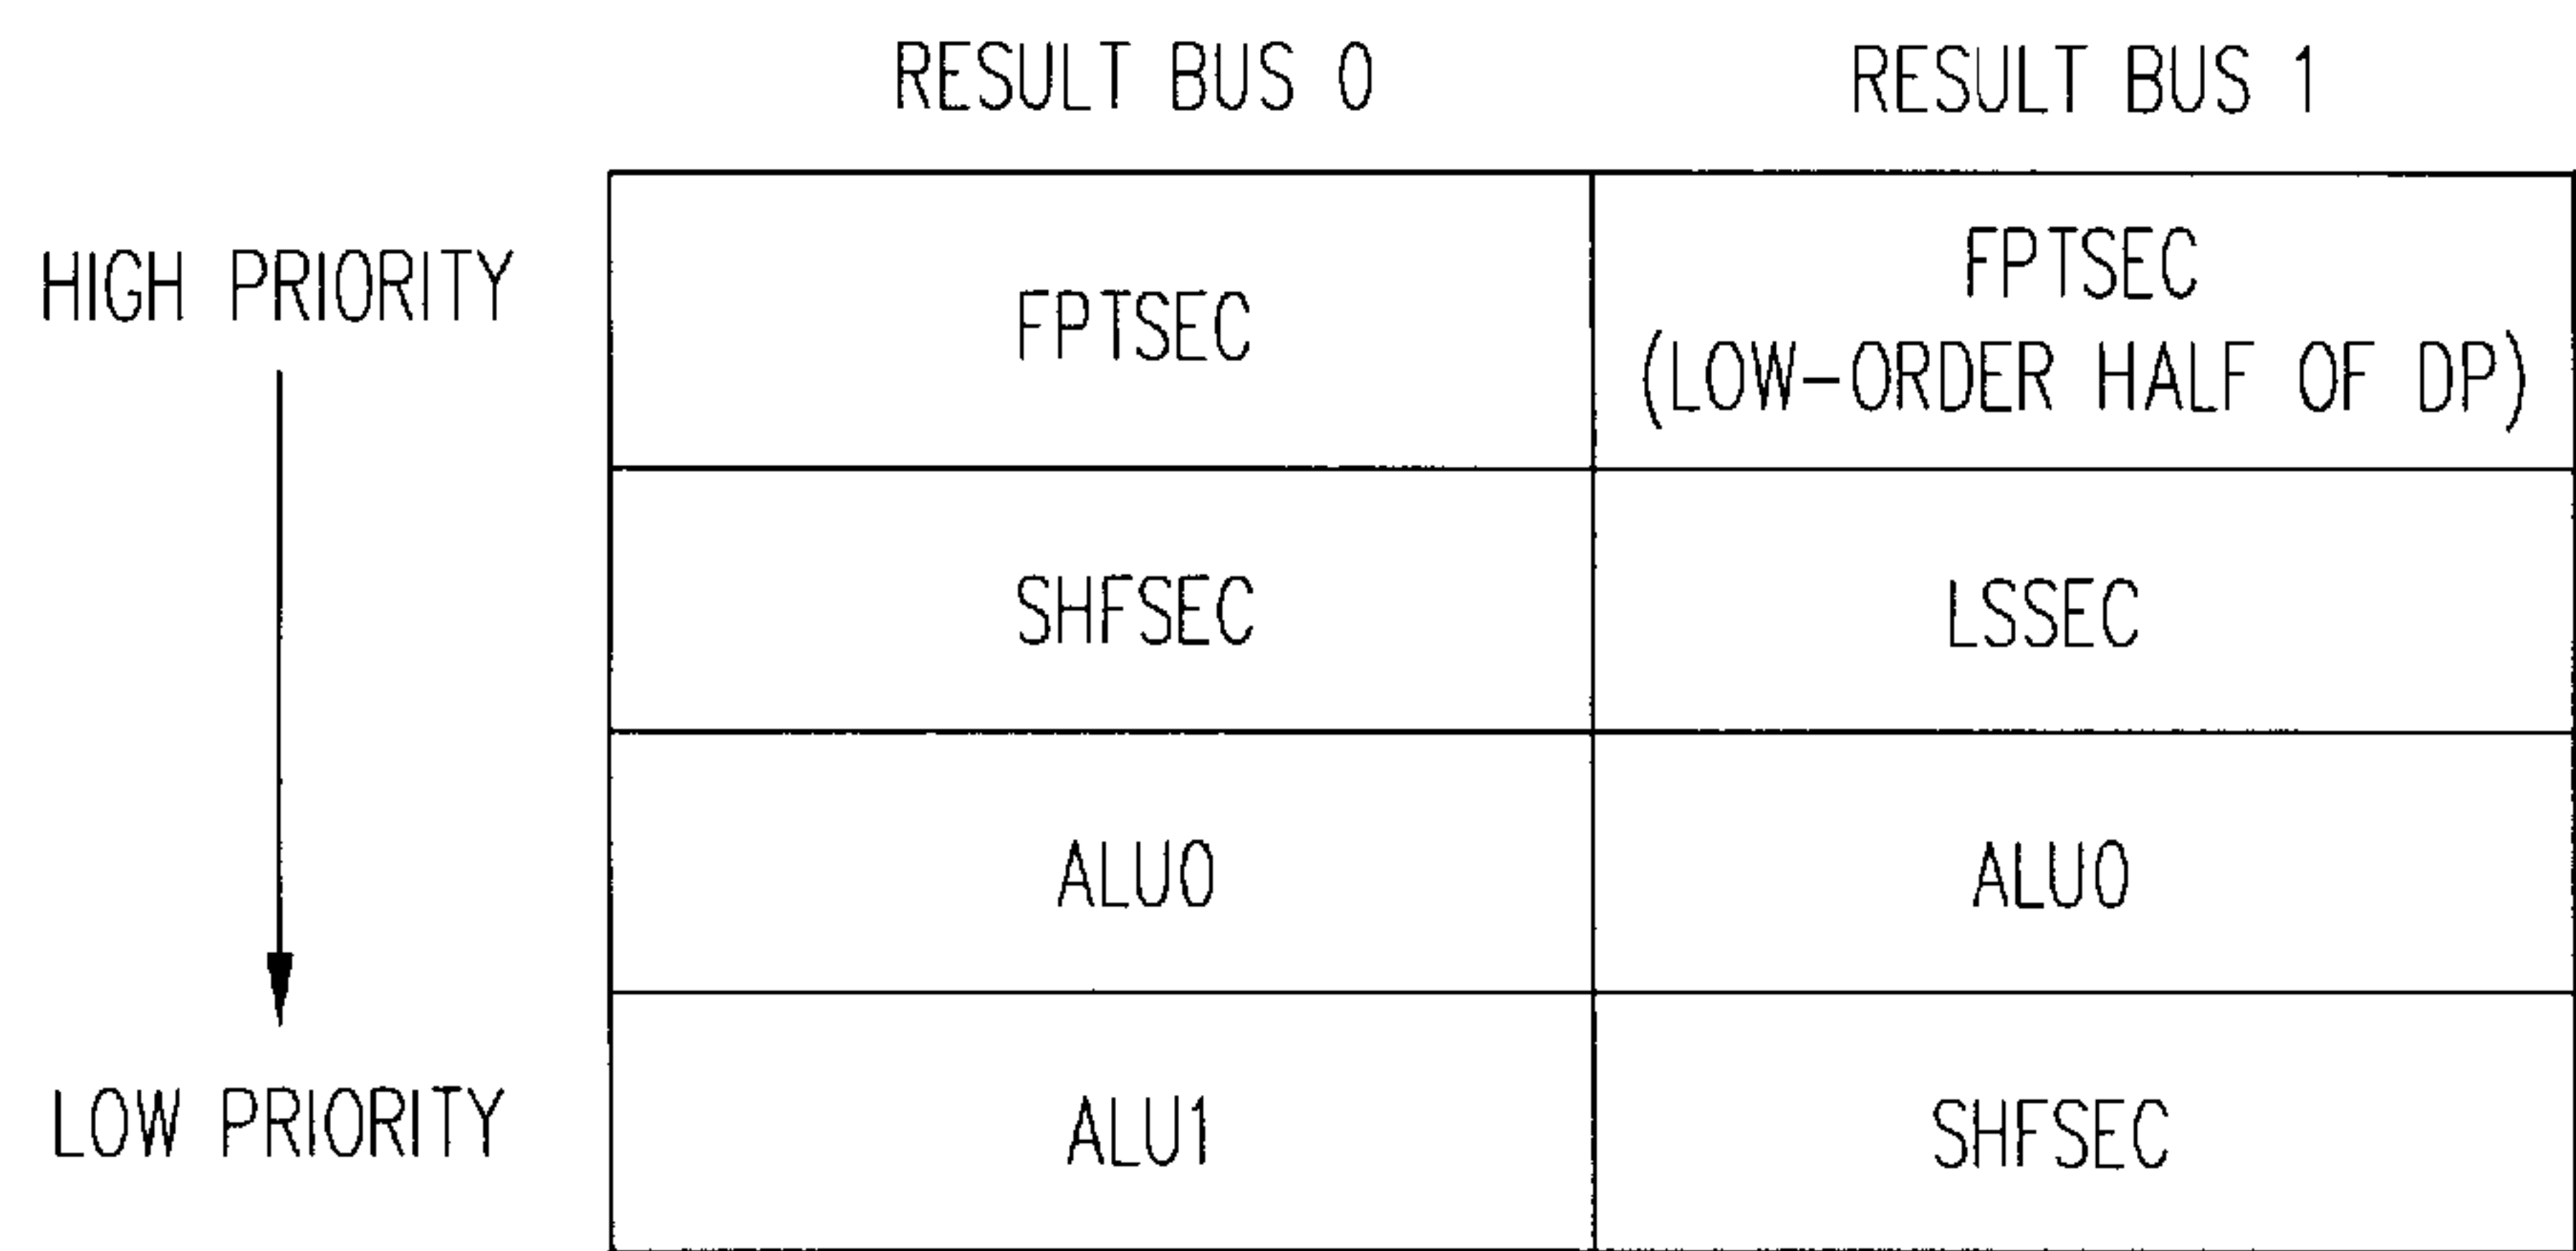 RESULT BUS 0 RESULT BUS 1
HIGH PRIORITY
FPTSEC
FPTSEC
(LOW-ORDER HALF OF DP)
SHFSEC LSSEC
ALU0 ALU0
LOW PRIORITY
ALU1 SHFSEC